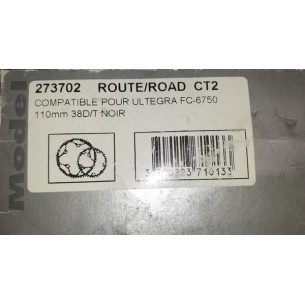 273702 ROUTE/ROAD CT2
COMPATIBLE POUR ULTEGRA FC-6750
110mm 38D/T NOIR
Model